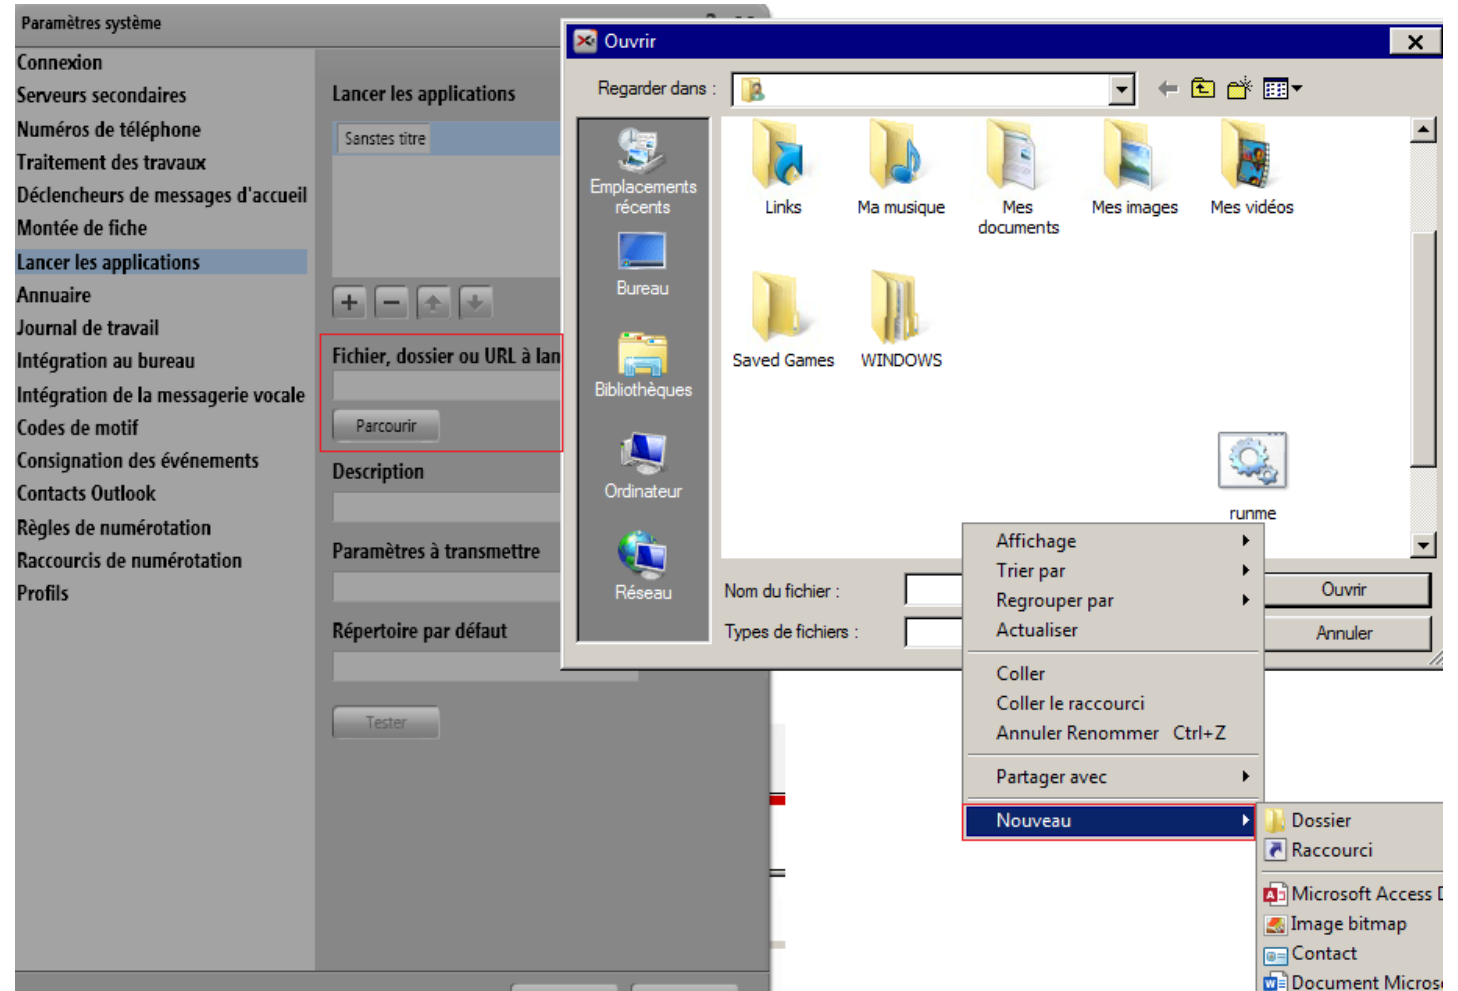 Paramètres système
Connexion
Serveurs secondaires
Numéros de téléphone
Traitement des travaux
Déclencheurs de messages d'accueil
Montée de fiche
Lancer les applications
Annuaire
Journal de travail
Intégration au bureau
Intégration de la messagerie vocale
Codes de motif
Consignation des événements
Contacts Outlook
Règles de numérotation
Raccourcis de numérotation
Profils
Lancer les applications
Sanstes titre
Fichier, dossier ou URL à lan
Parcourir
Description
Paramètres à transmettre
Répertoire par défaut
Tester
Ouvrir
Regarder dans :
Emplacements
récents
Bureau
Bibliothèques
Ordinateur
Réseau
Links
Ma musique
Mes
documents
Mes images
Mes vidéos
Saved Games
WINDOWS
runme
Nom du fichier :
Types de fichiers :
Ouvrir
Annuler
Affichage
Trier par
Regrouper par
Actualiser
Coller
Coller le raccourci
Annuler Renommer Ctrl+Z
Partager avec
Nouveau
Dossier
Raccourci
Microsoft Access
Image bitmap
Contact
Document Microso